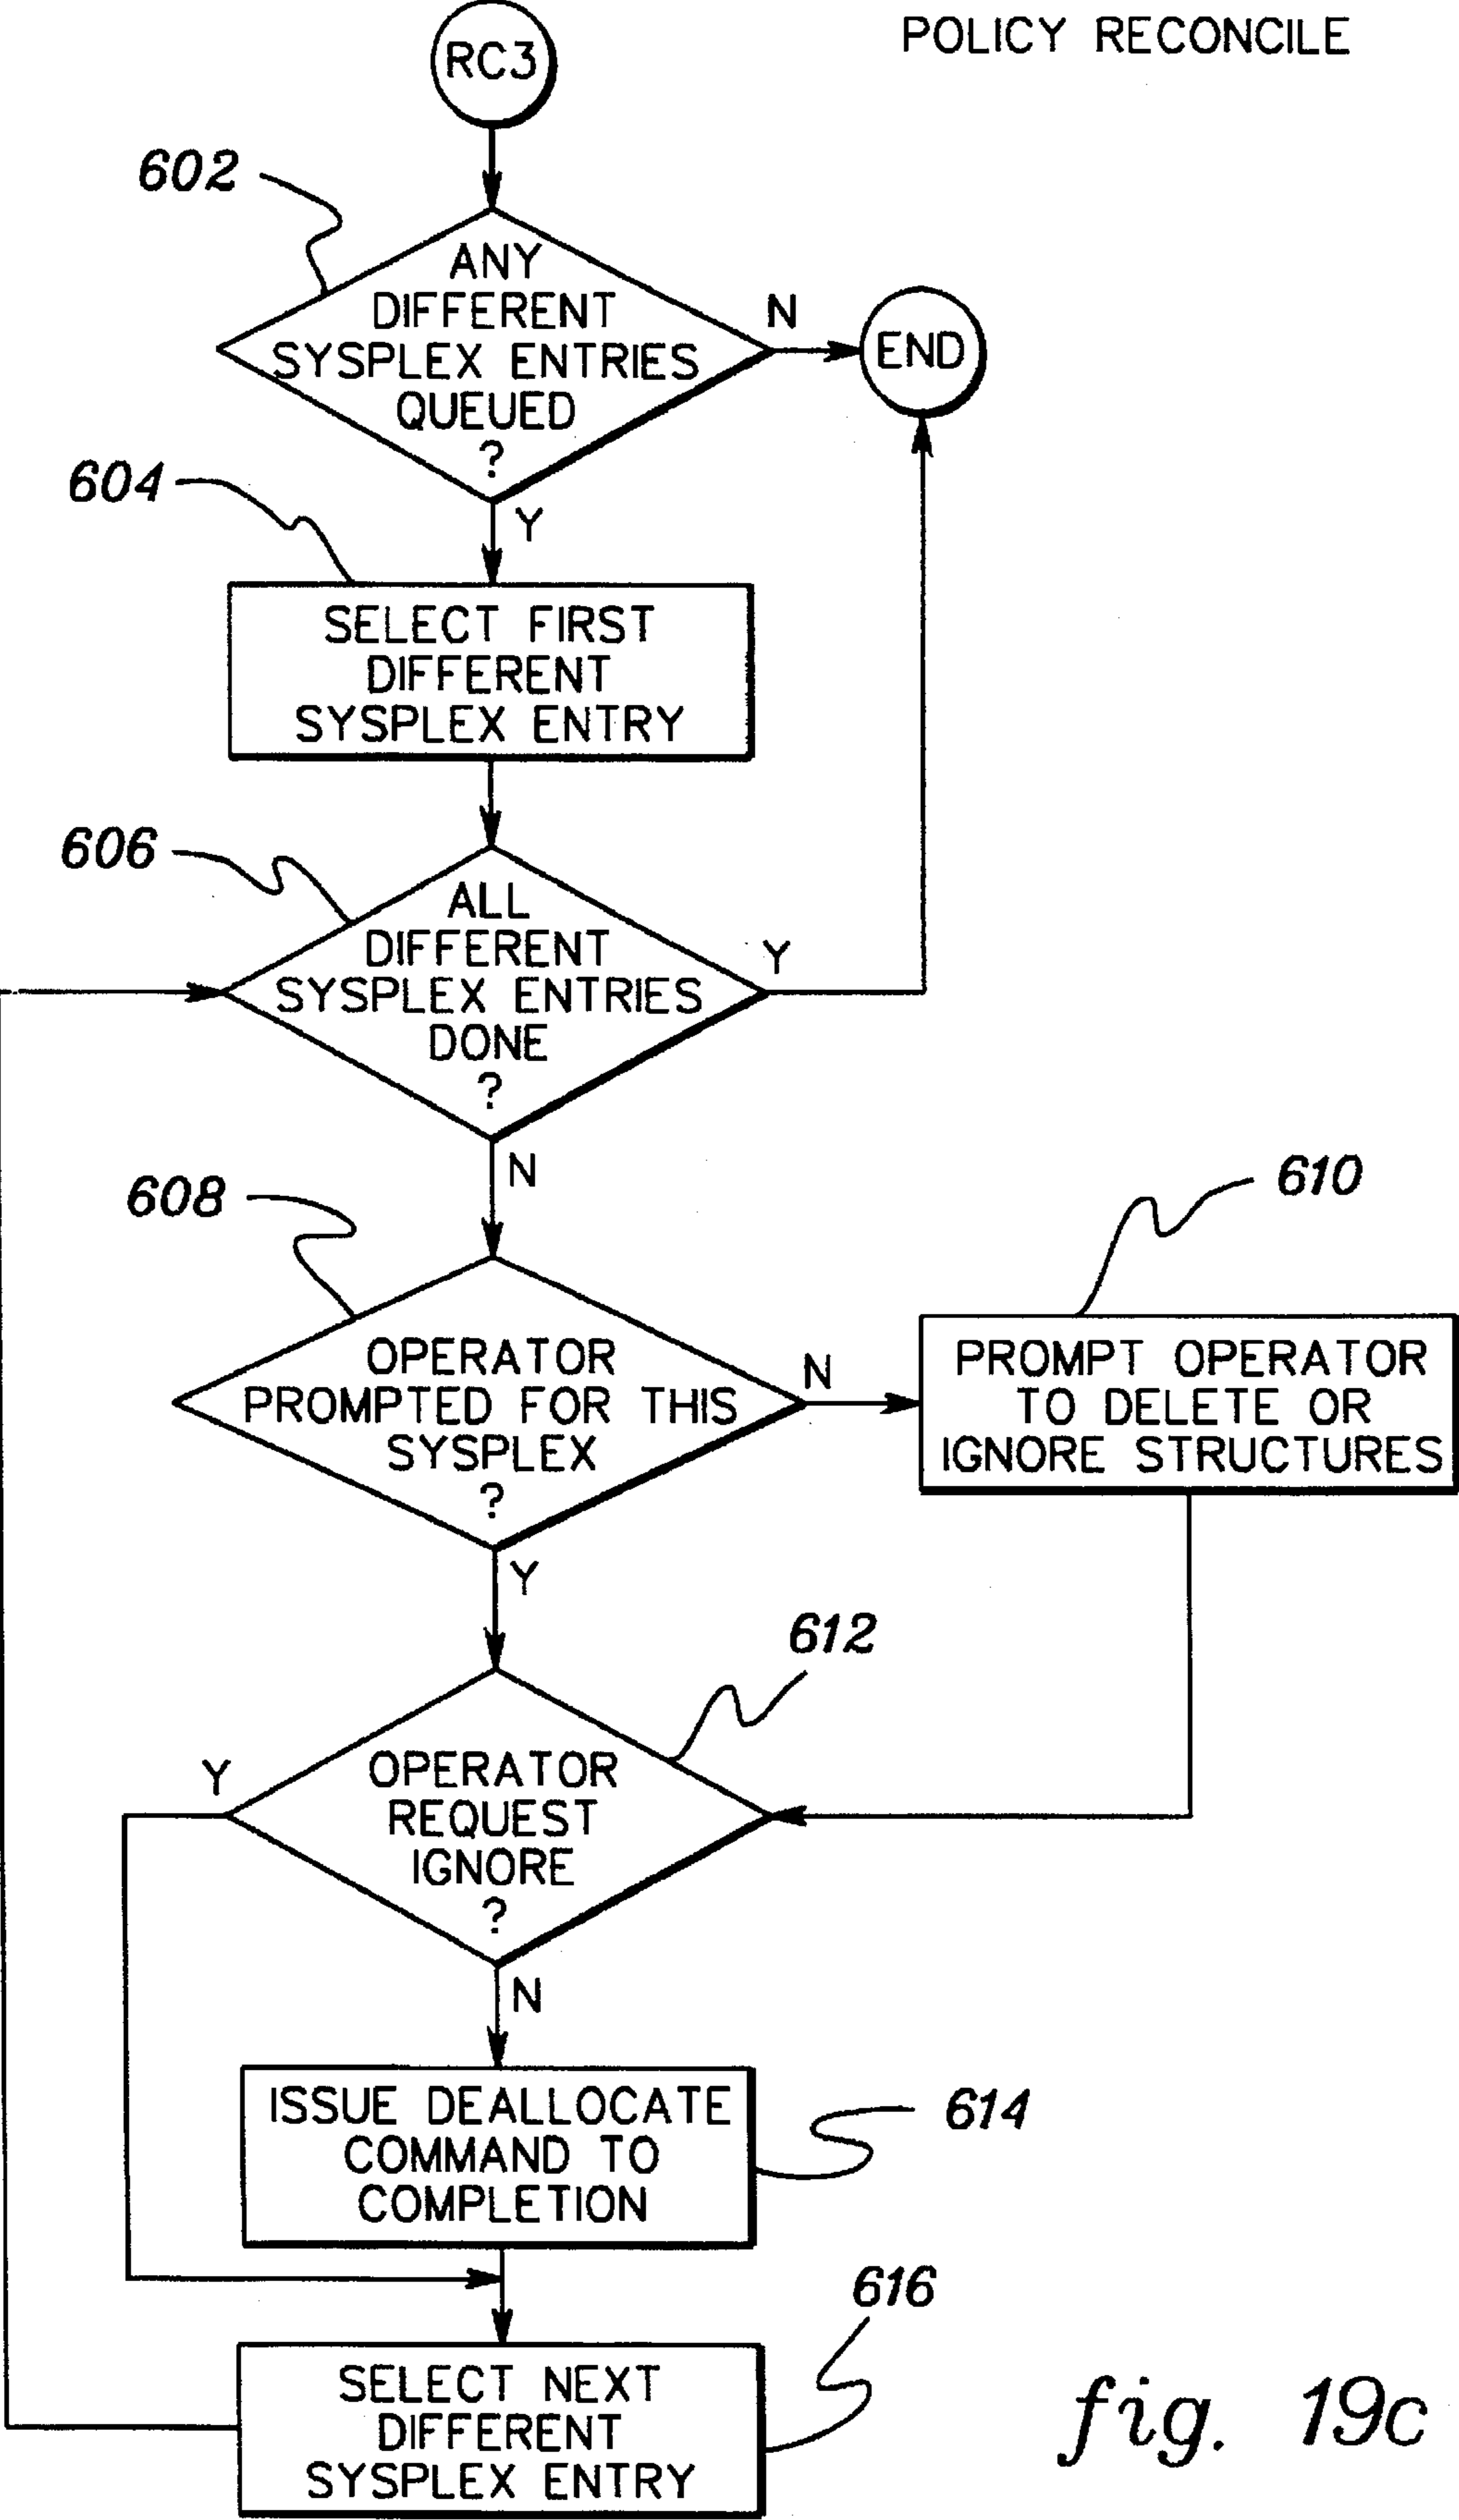 POLICY RECONCILE
RC3
602
ANY
DIFFERENT
SYSPLEX ENTRIES
QUEUED
?
N
END
Y
604
SELECT FIRST
DIFFERENT
SYSPLEX ENTRY
606
ALL
DIFFERENT
SYSPLEX ENTRIES
DONE
?
Y
N
608
OPERATOR
PROMPTED FOR THIS
SYSPLEX
?
N
610
PROMPT OPERATOR
TO DELETE OR
IGNORE STRUCTURES
Y
612
OPERATOR
REQUEST
IGNORE
?
Y
N
614
ISSUE DEALLOCATE
COMMAND TO
COMPLETION
616
SELECT NEXT
DIFFERENT
SYSPLEX ENTRY
fig. 19c